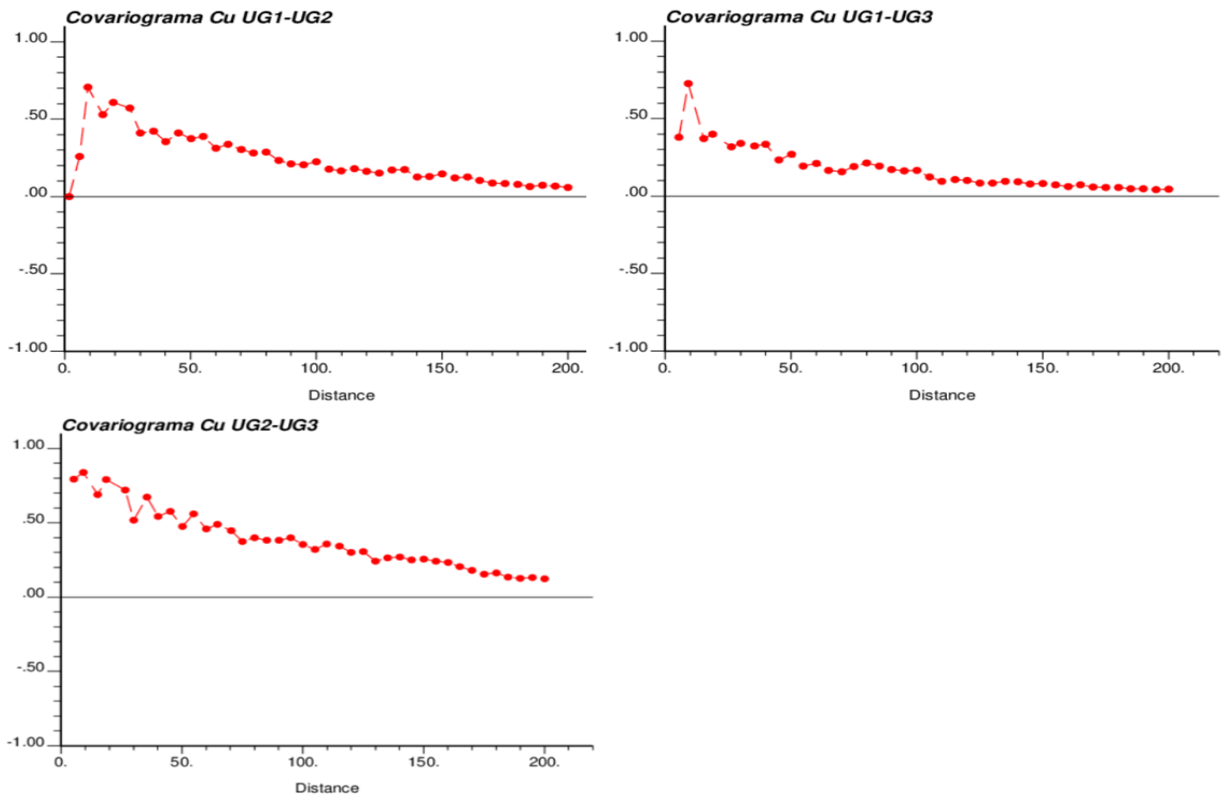 Covariograma Cu UG1-UG2
1.00
.50
.00
-.50
-1.00
0. 50. 100. 150. 200.
Distance
Covariograma Cu UG1-UG3
1.00
.50
.00
-.50
-1.00
0. 50. 100. 150. 200.
Distance
Covariograma Cu UG2-UG3
1.00
.50
.00
-.50
-1.00
0. 50. 100. 150. 200.
Distance